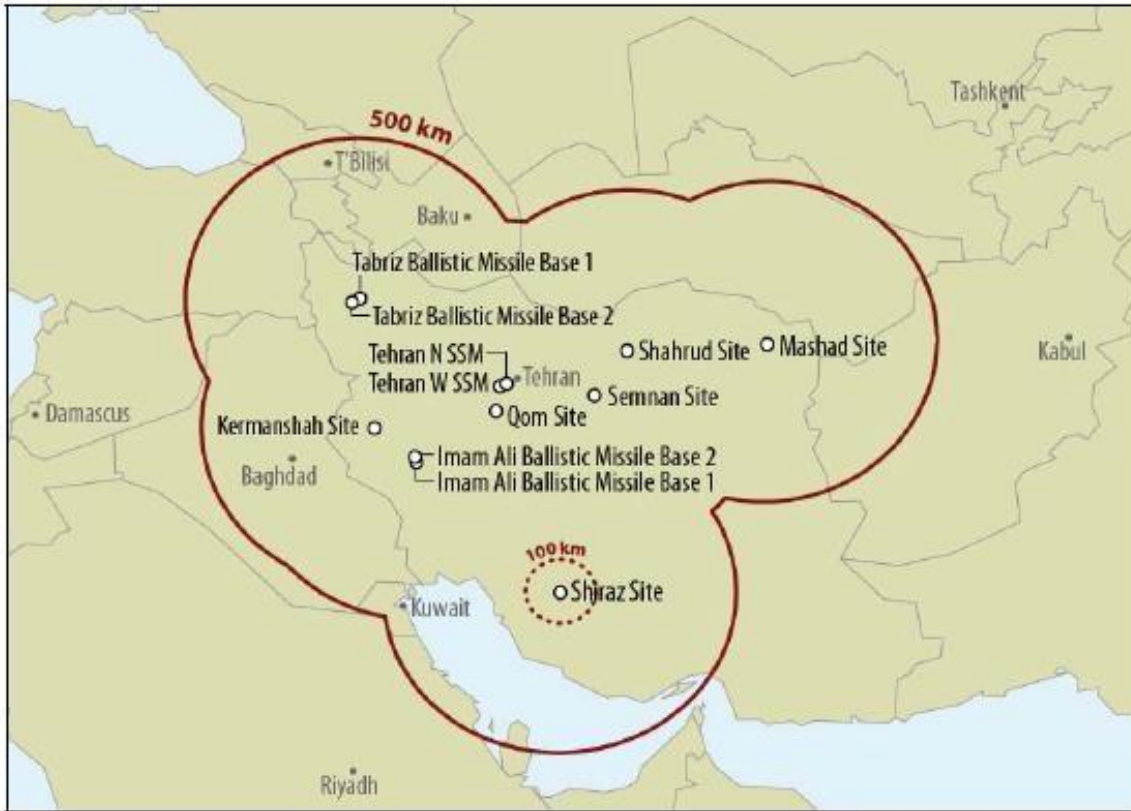 500 km
Tashkent
T'Bilisi
Baku
Tabriz Ballistic Missile Base 1
Tabriz Ballistic Missile Base 2
Tehran N SSM
Tehran W SSM
Tehran
Shahrud Site
Mashad Site
Kabul
Semnan Site
Qom Site
Damascus
Kermanshah Site
Baghdad
Imam Ali Ballistic Missile Base 2
Imam Ali Ballistic Missile Base 1
100 km
Shiraz Site
Kuwait
Riyadh